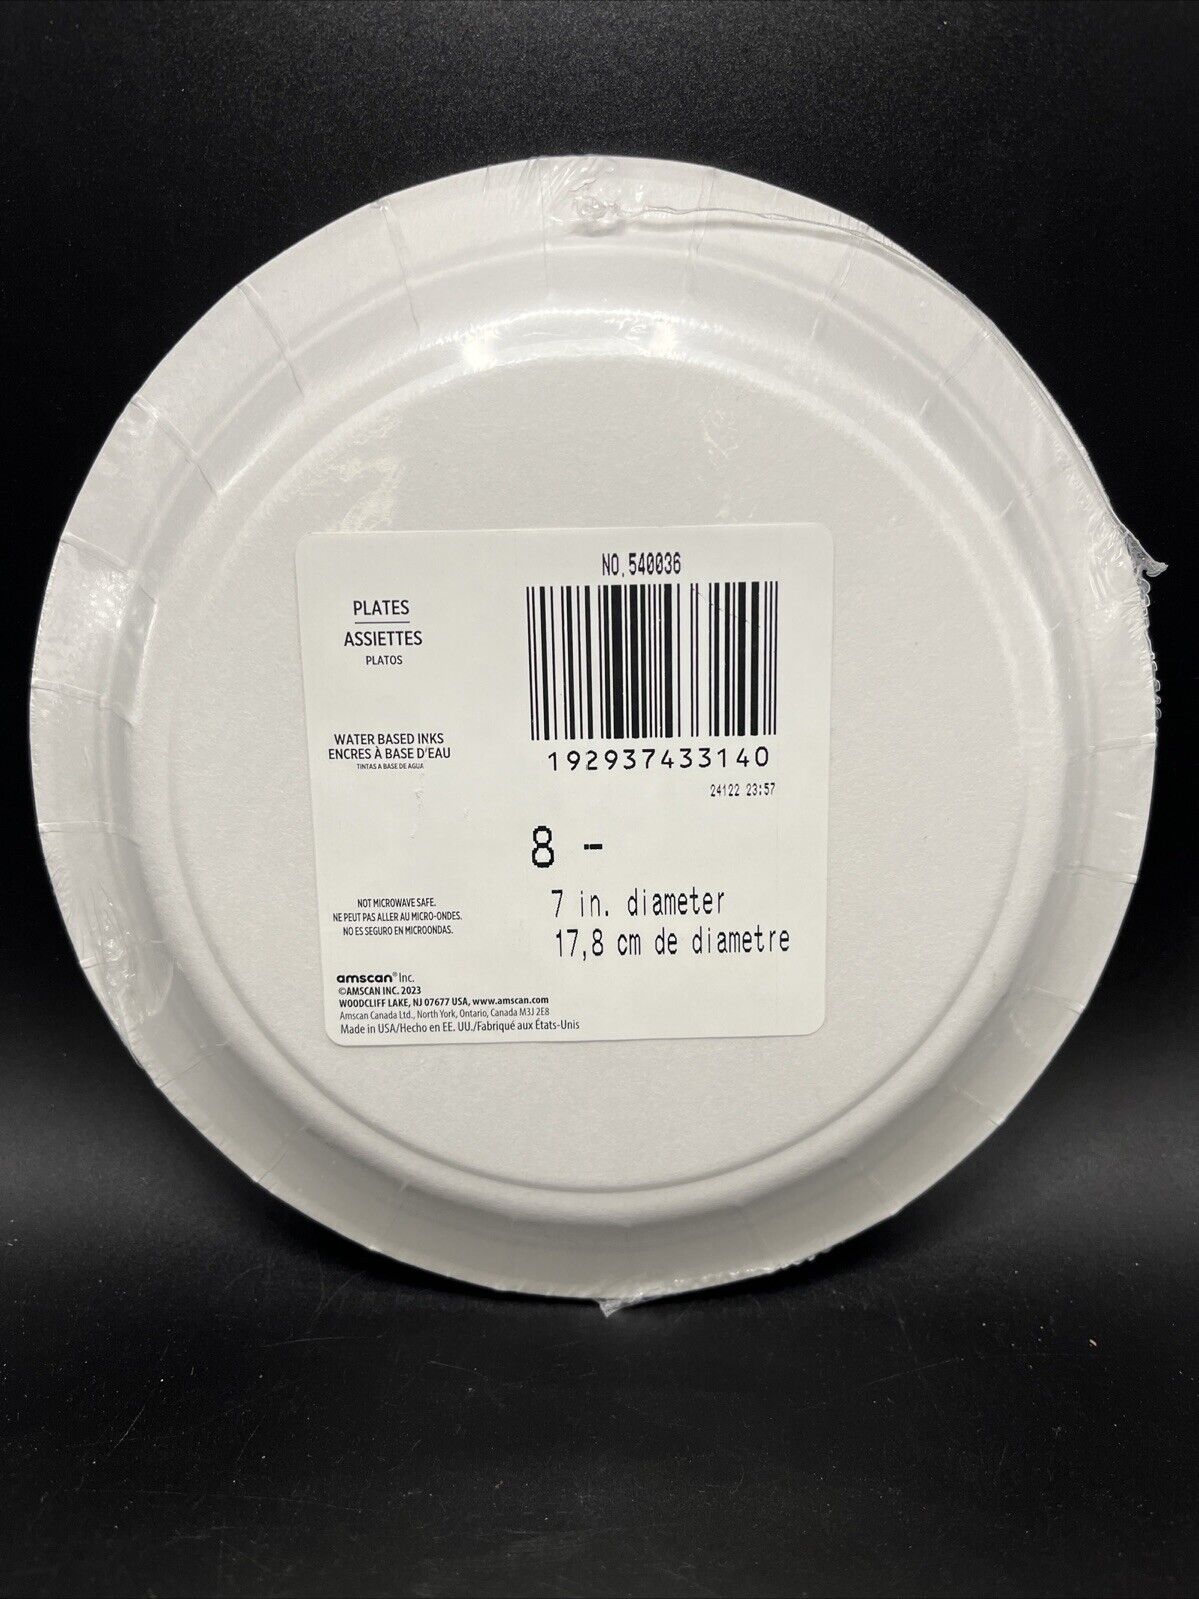 NO. 540036
PLATES
ASSIETTES
PLATOS
192937433140
WATER BASED INKS
ENCRES À BASE D'EAU
TINTAS A BASE DE AGUA
24122 23:57
8 -
7 in. diameter
17,8 cm de diametre
NOT MICROWAVE SAFE.
NE PEUT PAS ALLER AU MICRO-ONDES.
NO ES SEGURO EN MICROONDAS.
amscan® Inc.
©AMSCAN INC. 2023
WOODCLIFF LAKE, NJ 07677 USA, www.amscan.com
Amscan Canada Ltd., North York, Ontario, Canada M3J 2E8
Made in USA/Hecho en EE. UU./Fabriqué aux États-Unis